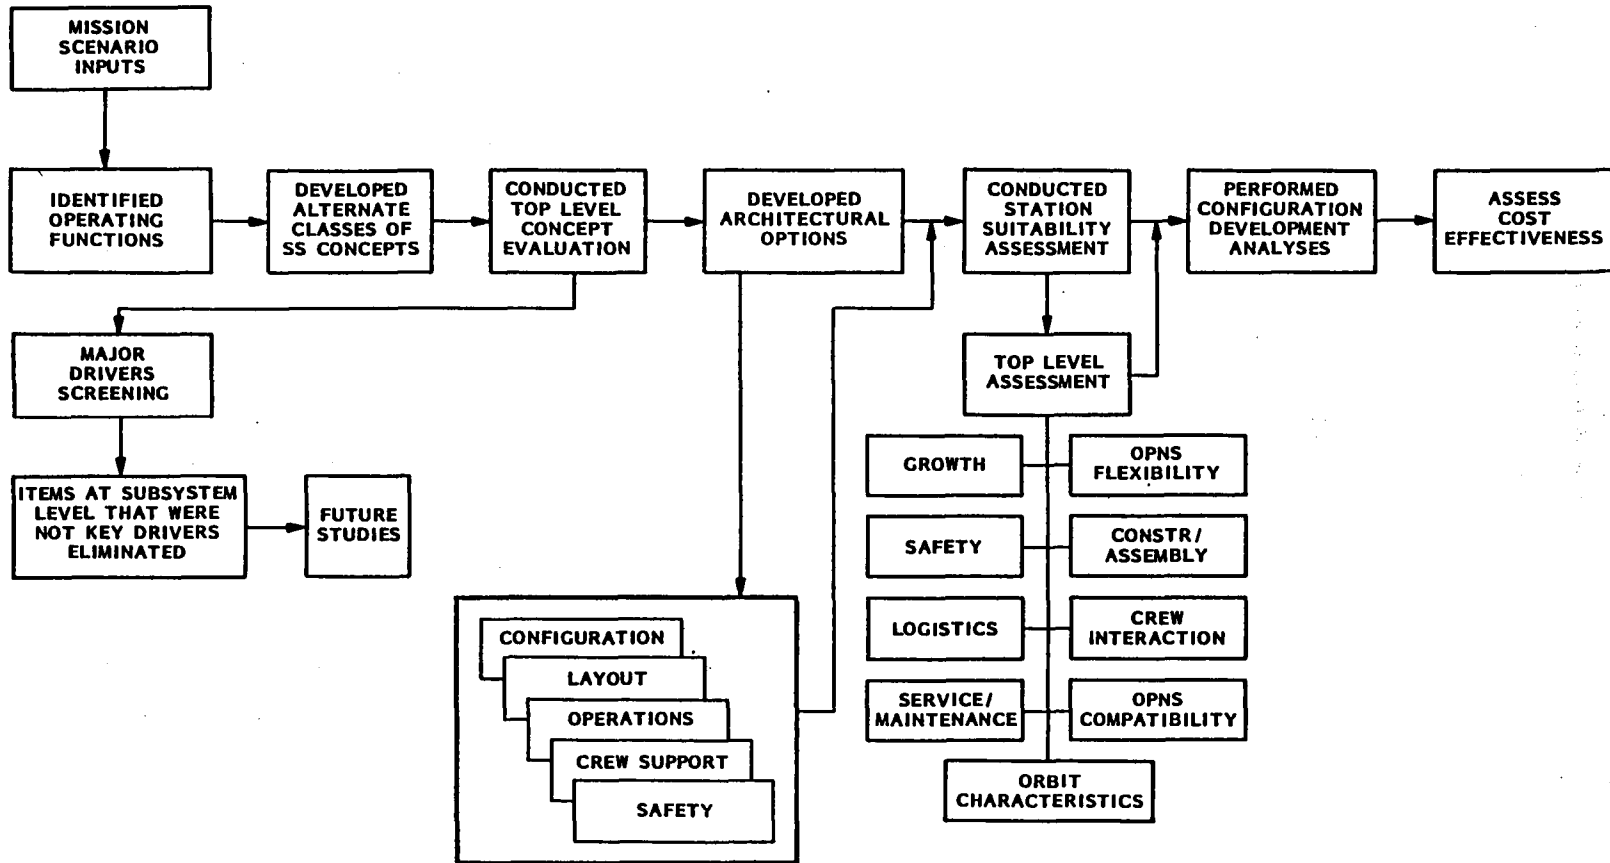 MISSION
SCENARIO
INPUTS
IDENTIFIED
OPERATING
FUNCTIONS
DEVELOPED
ALTERNATE
CLASSES OF
SS CONCEPTS
CONDUCTED
TOP LEVEL
CONCEPT
EVALUATION
DEVELOPED
ARCHITECTURAL
OPTIONS
CONDUCTED
STATION
SUITABILITY
ASSESSMENT
PERFORMED
CONFIGURATION
DEVELOPMENT
ANALYSES
ASSESS
COST
EFFECTIVENESS
MAJOR
DRIVERS
SCREENING
TOP LEVEL
ASSESSMENT
ITEMS AT SUBSYSTEM
LEVEL THAT WERE
NOT KEY DRIVERS
ELIMINATED
FUTURE
STUDIES
CONFIGURATION
LAYOUT
OPERATIONS
CREW SUPPORT
SAFETY
GROWTH
OPNS
FLEXIBILITY
SAFETY
CONSTR/
ASSEMBLY
LOGISTICS
CREW
INTERACTION
SERVICE/
MAINTENANCE
OPNS
COMPATIBILITY
ORBIT
CHARACTERISTICS